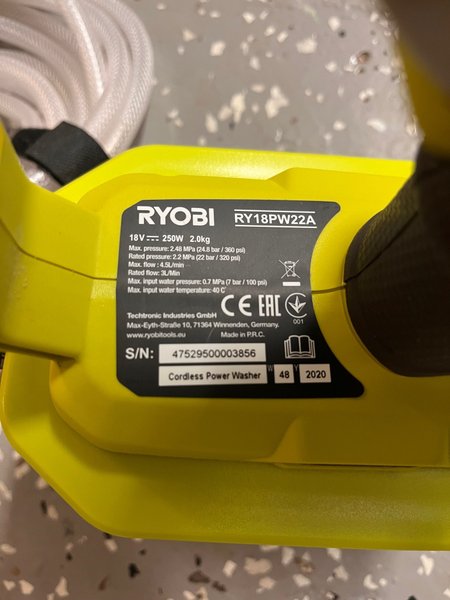 RYOBI RY18PW22A
18V ⎓ 250W 2.0kg
Max. pressure: 2.48 MPa (24.8 bar / 360 psi)
Rated pressure: 2.2 MPa (22 bar / 320 psi)
Max. flow: 4.5L/min
Rated flow: 3L/Min
Max. input water pressure: 0.7 MPa (7 bar / 100 psi)
Max. input water temperature: 40 C˚
CE EAC 001
Techtronic Industries GmbH
Max-Eyth-Straße 10, 71364 Winnenden, Germany.
www.ryobitools.eu Made in P.R.C.
S/N: 47529500003856
Cordless Power Washer W 48 Y 2020